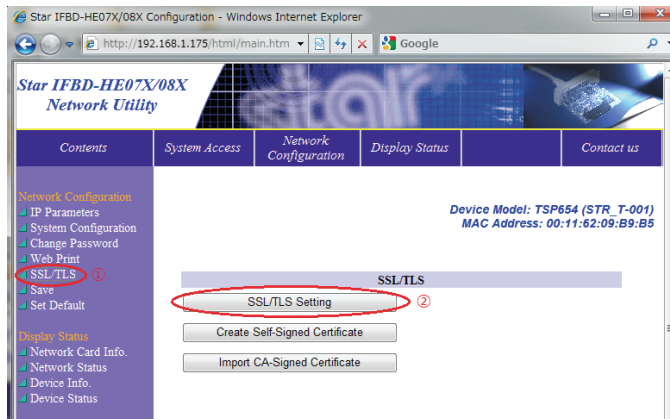 Star IFBD-HE07X/08X Configuration - Windows Internet Explorer
http://192.168.1.175/html/main.htm
Google
Star IFBD-HE07X/08X
Network Utility
star
Contents
System Access
Network
Configuration
Display Status
Contact us
Network Configuration
IP Parameters
System Configuration
Change Password
Web Print
SSL/TLS ①
Save
Set Default
Display Status
Network Card Info.
Network Status
Device Info.
Device Status
Device Model: TSP654 (STR_T-001)
MAC Address: 00:11:62:09:B9:B5
SSL/TLS
SSL/TLS Setting ②
Create Self-Signed Certificate
Import CA-Signed Certificate